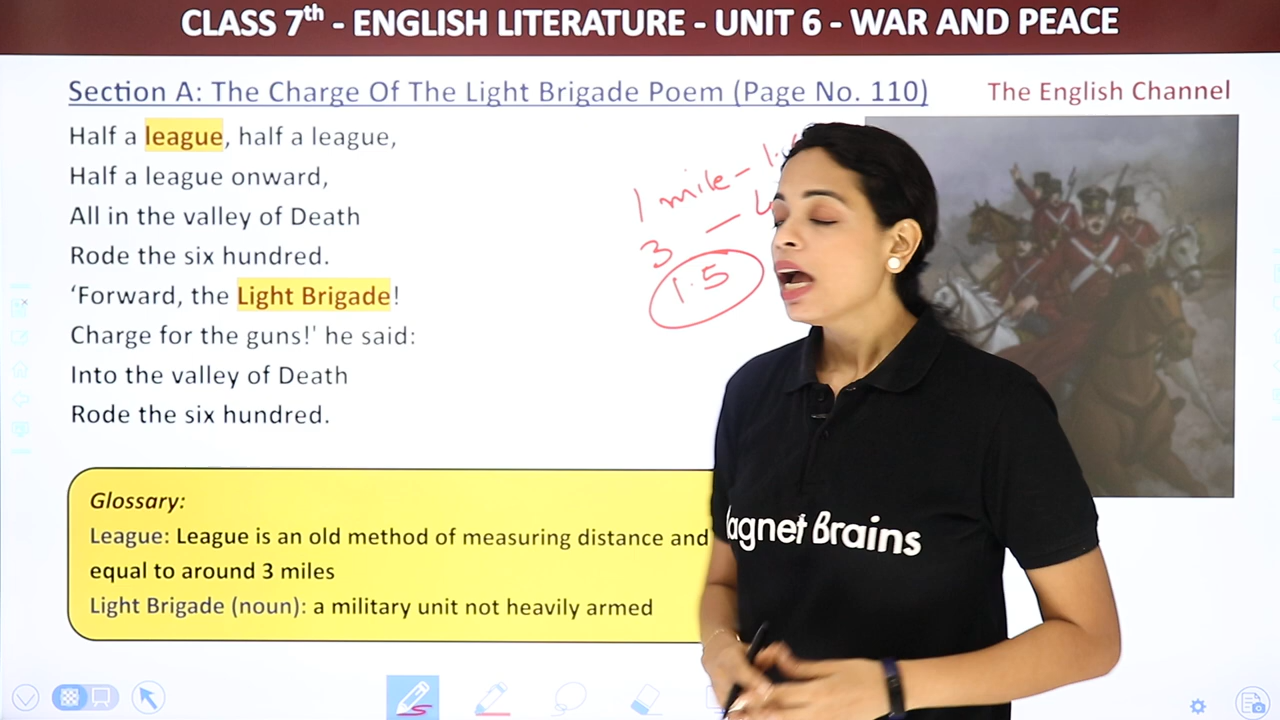 CLASS 7th - ENGLISH LITERATURE - UNIT 6 - WAR AND PEACE
Section A: The Charge Of The Light Brigade Poem (Page No. 110)
The English Channel
Half a league, half a league,
Half a league onward,
All in the valley of Death
Rode the six hundred.
‘Forward, the Light Brigade!
Charge for the guns!' he said:
Into the valley of Death
Rode the six hundred.
1 mile –
3 –
1.5
Glossary:
League: League is an old method of measuring distance and
equal to around 3 miles
Light Brigade (noun): a military unit not heavily armed
Brains